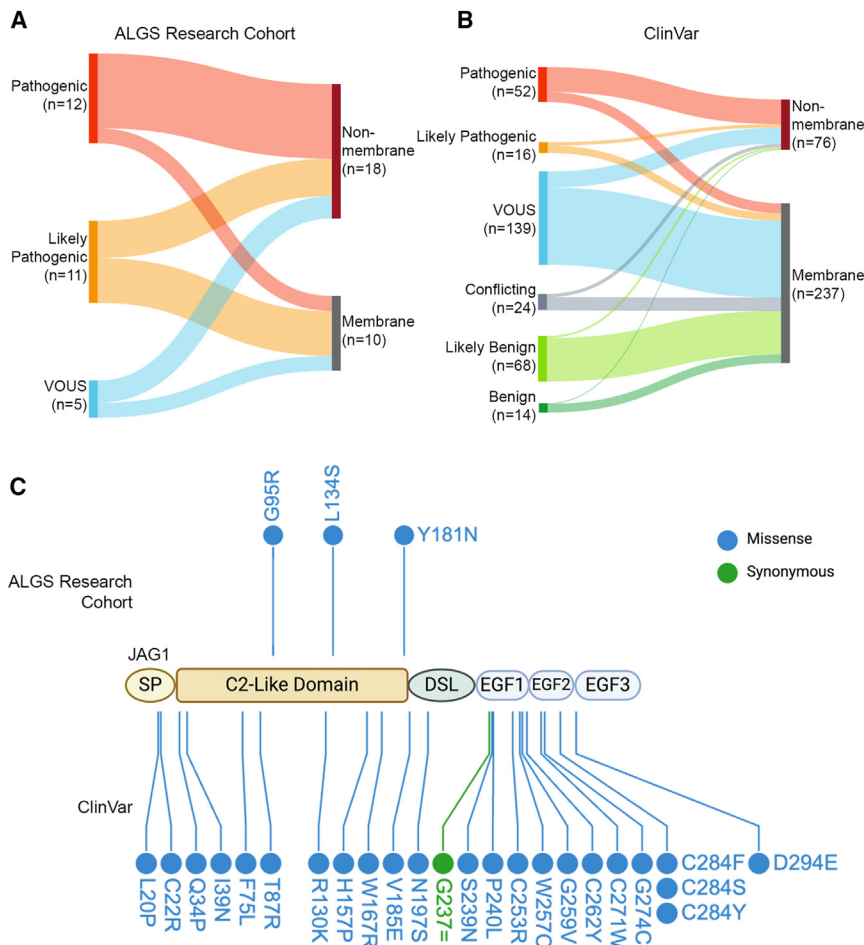 A
ALGS Research Cohort
Pathogenic
(n=12)
Likely
Pathogenic
(n=11)
VOUS
(n=5)
Non-
membrane
(n=18)
Membrane
(n=10)
B
ClinVar
Pathogenic
(n=52)
Likely Pathogenic
(n=16)
VOUS
(n=139)
Conflicting
(n=24)
Likely Benign
(n=68)
Benign
(n=14)
Non-
membrane
(n=76)
Membrane
(n=237)
C
G95R
L134S
Y181N
Missense
Synonymous
ALGS Research
Cohort
JAG1
SP
C2-Like Domain
DSL
EGF1
EGF2
EGF3
ClinVar
L20P
C22R
Q34P
I39N
F75L
T87R
R130K
H157P
W167R
V185E
N197S
G237=
S239N
P240L
C253R
W257C
G259V
C262Y
C271W
G274C
C284F
C284S
C284Y
D294E